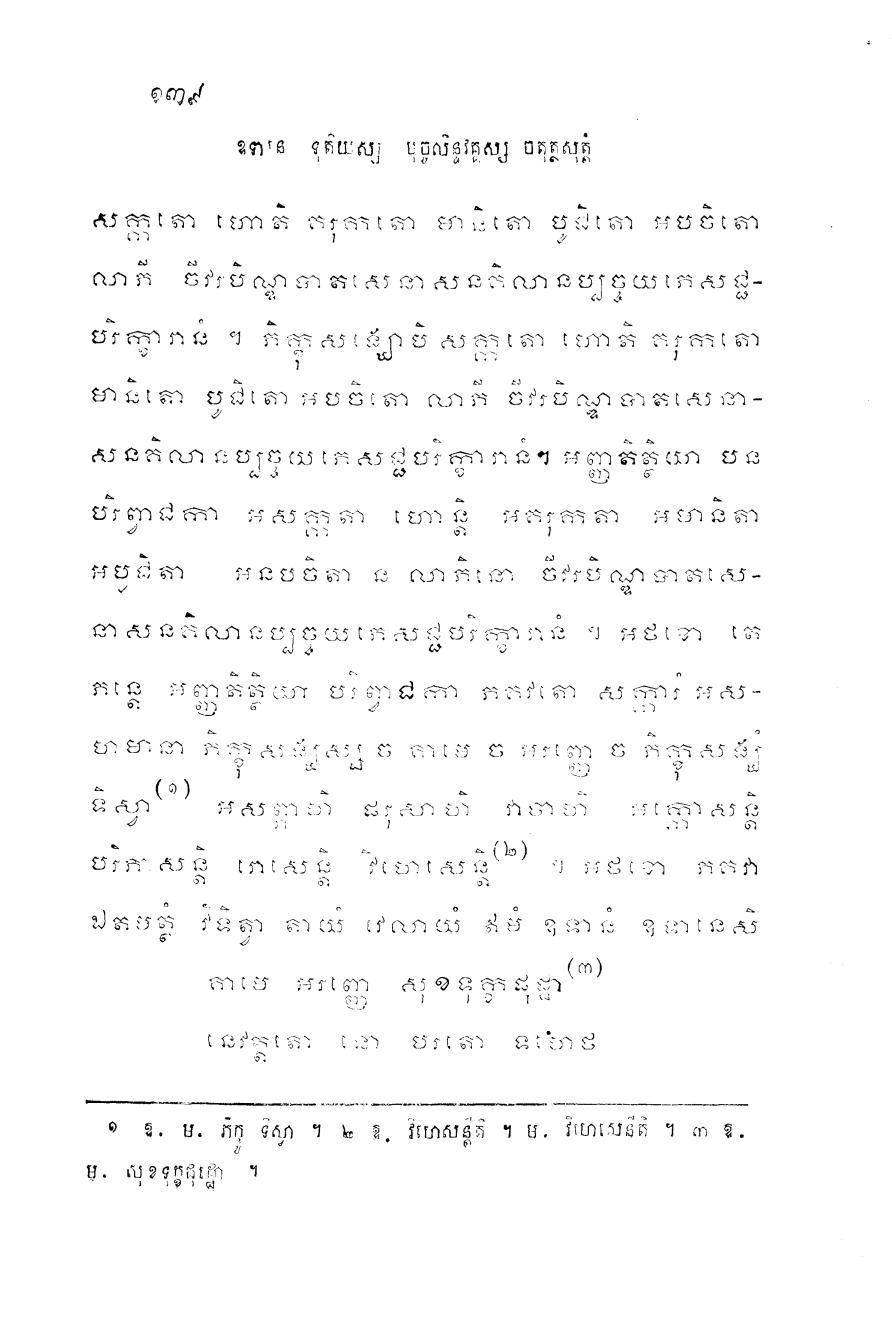 ១៣៩
ឧទានេ ទុតិយស្ស មុច្ចលិន្ទវគ្គស្ស ចតុត្ថសុត្តំ
សក្កតោ ហោតិ គរុកតោ មានិតោ បូជិតោ អបចិតោ
លាភី ចីវរបិណ្ឌបាតសេនាសនគិលានប្បច្ចយភេសជ្ជ-
បរិក្ខារានំ ។ ភិក្ខុសង្ឃោបិ សក្កតោ ហោតិ គរុកតោ
មានិតោ បូជិតោ អបចិតោ លាភី ចីវរបិណ្ឌបាតសេនា-
សនគិលានប្បច្ចយភេសជ្ជបរិក្ខារានំ។ អញ្ញតិត្ថិយា បន
បរិព្វាជកា អសក្កតា ហោន្តិ អគរុកតា អមានិតា
អបូជិតា អនបចិតា ន លាភិនោ ចីវរបិណ្ឌបាតសេ-
នាសនគិលានប្បច្ចយភេសជ្ជបរិក្ខារានំ ។ អថខោ តេ
ភន្តេ អញ្ញតិត្ថិយា បរិព្វាជកា ភគវតោ សក្ការំ អស-
ហមានា ភិក្ខុសង្ឃស្ស ច គាមេ ច អរញ្ញេ ច ភិក្ខុសង្ឃំ
ទិស្វា(១) អសព្ភាហិ ផរុសាហិ វាចាហិ អក្កោសន្តិ
បរិភាសន្តិ រោសេន្តិ វិហេសេន្តិ(២) ។ អថខោ ភគវា
ឯតមត្ថំ វិទិត្វា តាយំ វេលាយំ ឥមំ ឧទានំ ឧទានេសិ
គាមេ អរញ្ញេ សុខទុក្ខផុដ្ឋា(៣)
នេវត្តតោ នោ បរតោ ទហេថ
១ ឱ. ម. ភិក្ខូ ទិស្វា ។ ២ ឱ. វិហេសន្តីតិ ។ ម. វិហេសេន្តីតិ ។ ៣ ឱ.
ម. សុខទុក្ខផុដ្ឋោ ។